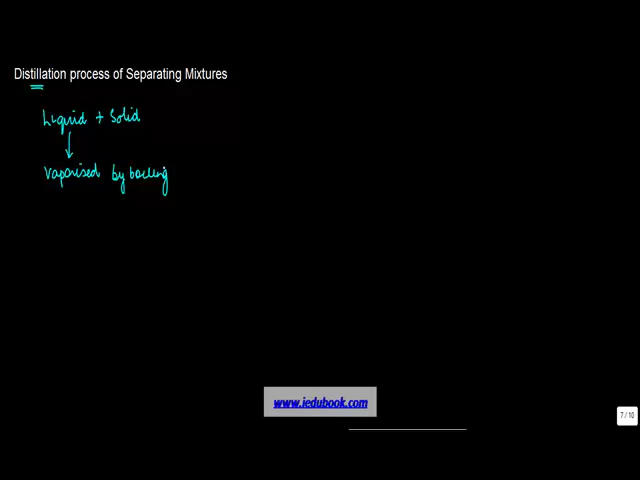 Distillation process of Separating Mixtures
Liquid + Solid
Vaporised by boiling
www.iedubook.com
7 / 10